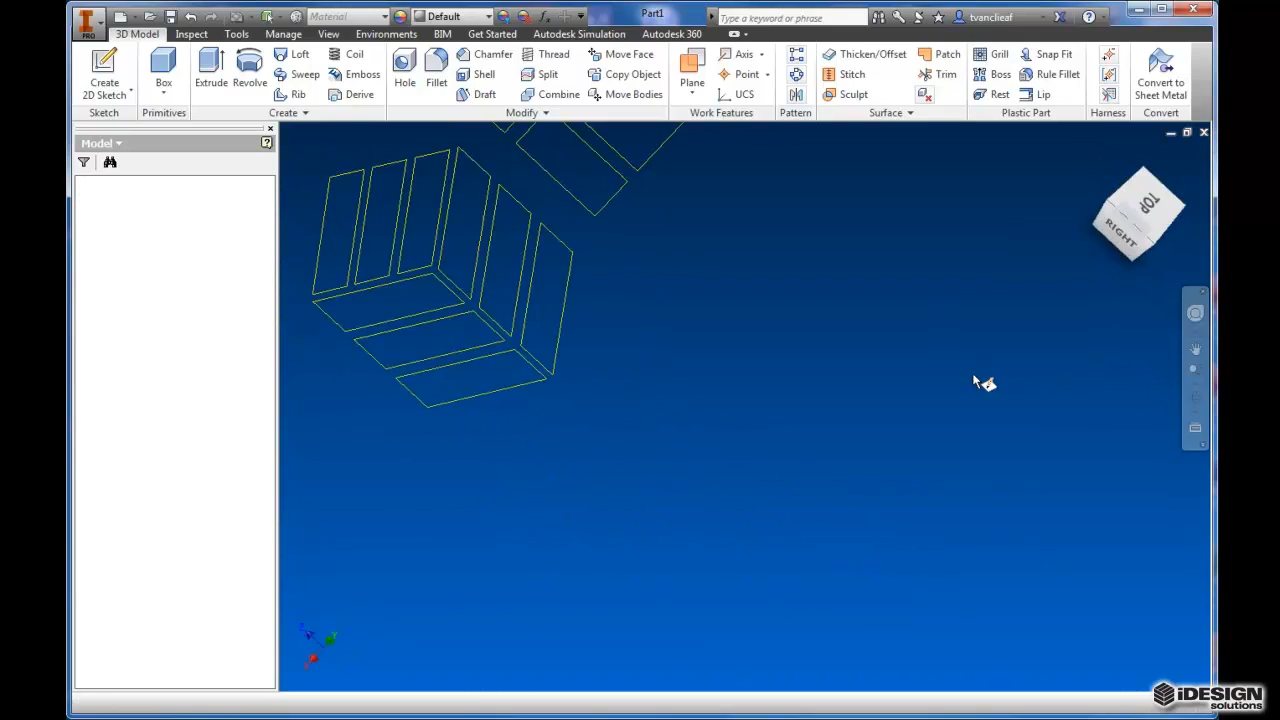 PRO
Material
Default
Part1
Type a keyword or phrase
tvanclieaf
3D Model Inspect Tools Manage View Environments BIM Get Started Autodesk Simulation Autodesk 360
Create 2D Sketch
Box
Extrude Revolve
Loft Coil
Sweep Emboss
Rib Derive
Hole Fillet
Chamfer Thread Move Face
Shell Split Copy Object
Draft Combine Move Bodies
Plane
Axis
Point
UCS
Thicken/Offset Patch
Stitch Trim
Sculpt
Grill Snap Fit
Boss Rule Fillet
Rest Lip
Convert to Sheet Metal
Sketch Primitives Create Modify Work Features Pattern Surface Plastic Part Harness Convert
Model
TOP
RIGHT
Z
Y
X
iDESIGN
solutions